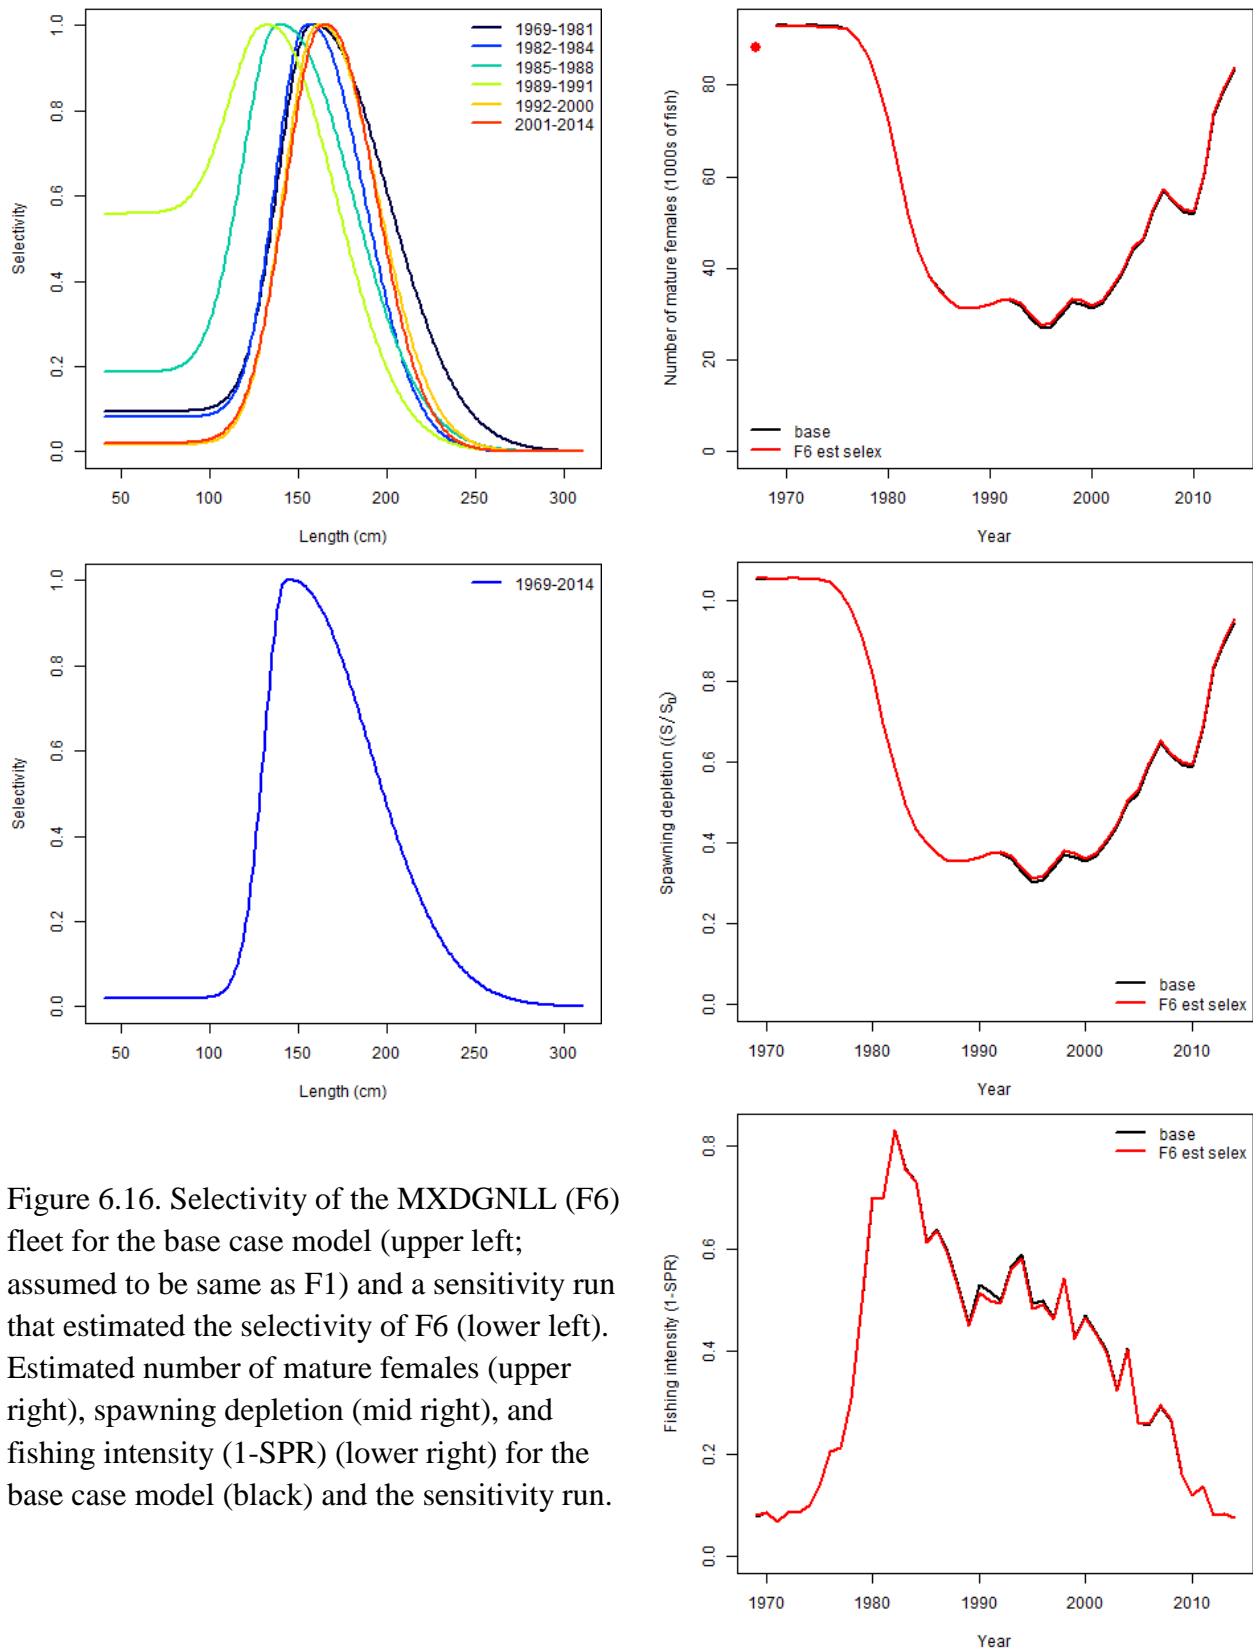 1969-1981
1982-1984
1985-1988
1989-1991
1992-2000
2001-2014
Selectivity
0.0
0.2
0.4
0.6
0.8
1.0
50
100
150
200
250
300
Length (cm)
Number of mature females (1000s of fish)
0
20
40
60
80
base
F6 est selex
1970
1980
1990
2000
2010
Year
1969-2014
Selectivity
0.0
0.2
0.4
0.6
0.8
1.0
50
100
150
200
250
300
Length (cm)
Spawning depletion ((S/S₀)
0.0
0.2
0.4
0.6
0.8
1.0
base
F6 est selex
1970
1980
1990
2000
2010
Year
base
F6 est selex
Fishing intensity (1-SPR)
0.0
0.2
0.4
0.6
0.8
1970
1980
1990
2000
2010
Year
Figure 6.16. Selectivity of the MXDGNLL (F6)
fleet for the base case model (upper left;
assumed to be same as F1) and a sensitivity run
that estimated the selectivity of F6 (lower left).
Estimated number of mature females (upper
right), spawning depletion (mid right), and
fishing intensity (1-SPR) (lower right) for the
base case model (black) and the sensitivity run.